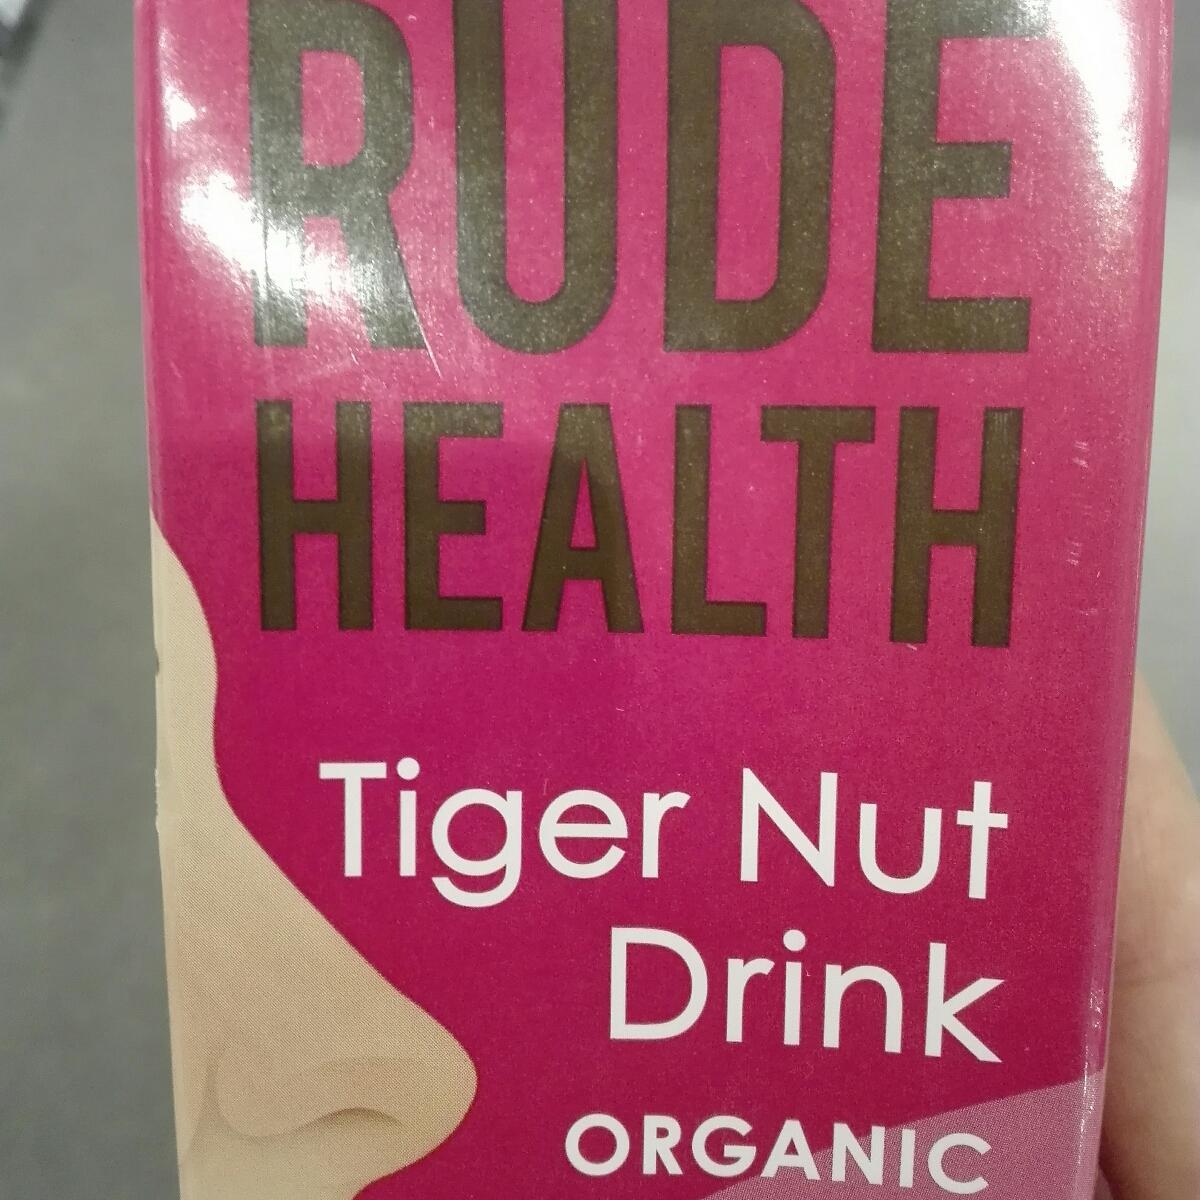 RUDE
HEALTH
Tiger Nut
Drink
ORGANIC